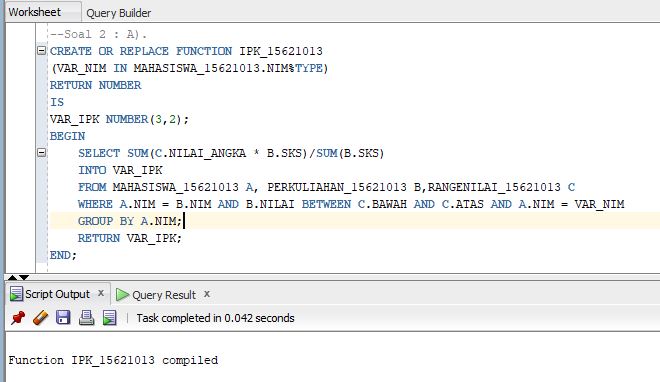 Worksheet Query Builder
--Soal 2 : A).
CREATE OR REPLACE FUNCTION IPK_15621013
(VAR_NIM IN MAHASISWA_15621013.NIM%TYPE)
RETURN NUMBER
IS
VAR_IPK NUMBER(3,2);
BEGIN
SELECT SUM(C.NILAI_ANGKA * B.SKS)/SUM(B.SKS)
INTO VAR_IPK
FROM MAHASISWA_15621013 A, PERKULIAHAN_15621013 B,RANGENILAI_15621013 C
WHERE A.NIM = B.NIM AND B.NILAI BETWEEN C.BAWAH AND C.ATAS AND A.NIM = VAR_NIM
GROUP BY A.NIM;
RETURN VAR_IPK;
END;
Script Output x Query Result x
Task completed in 0.042 seconds
Function IPK_15621013 compiled